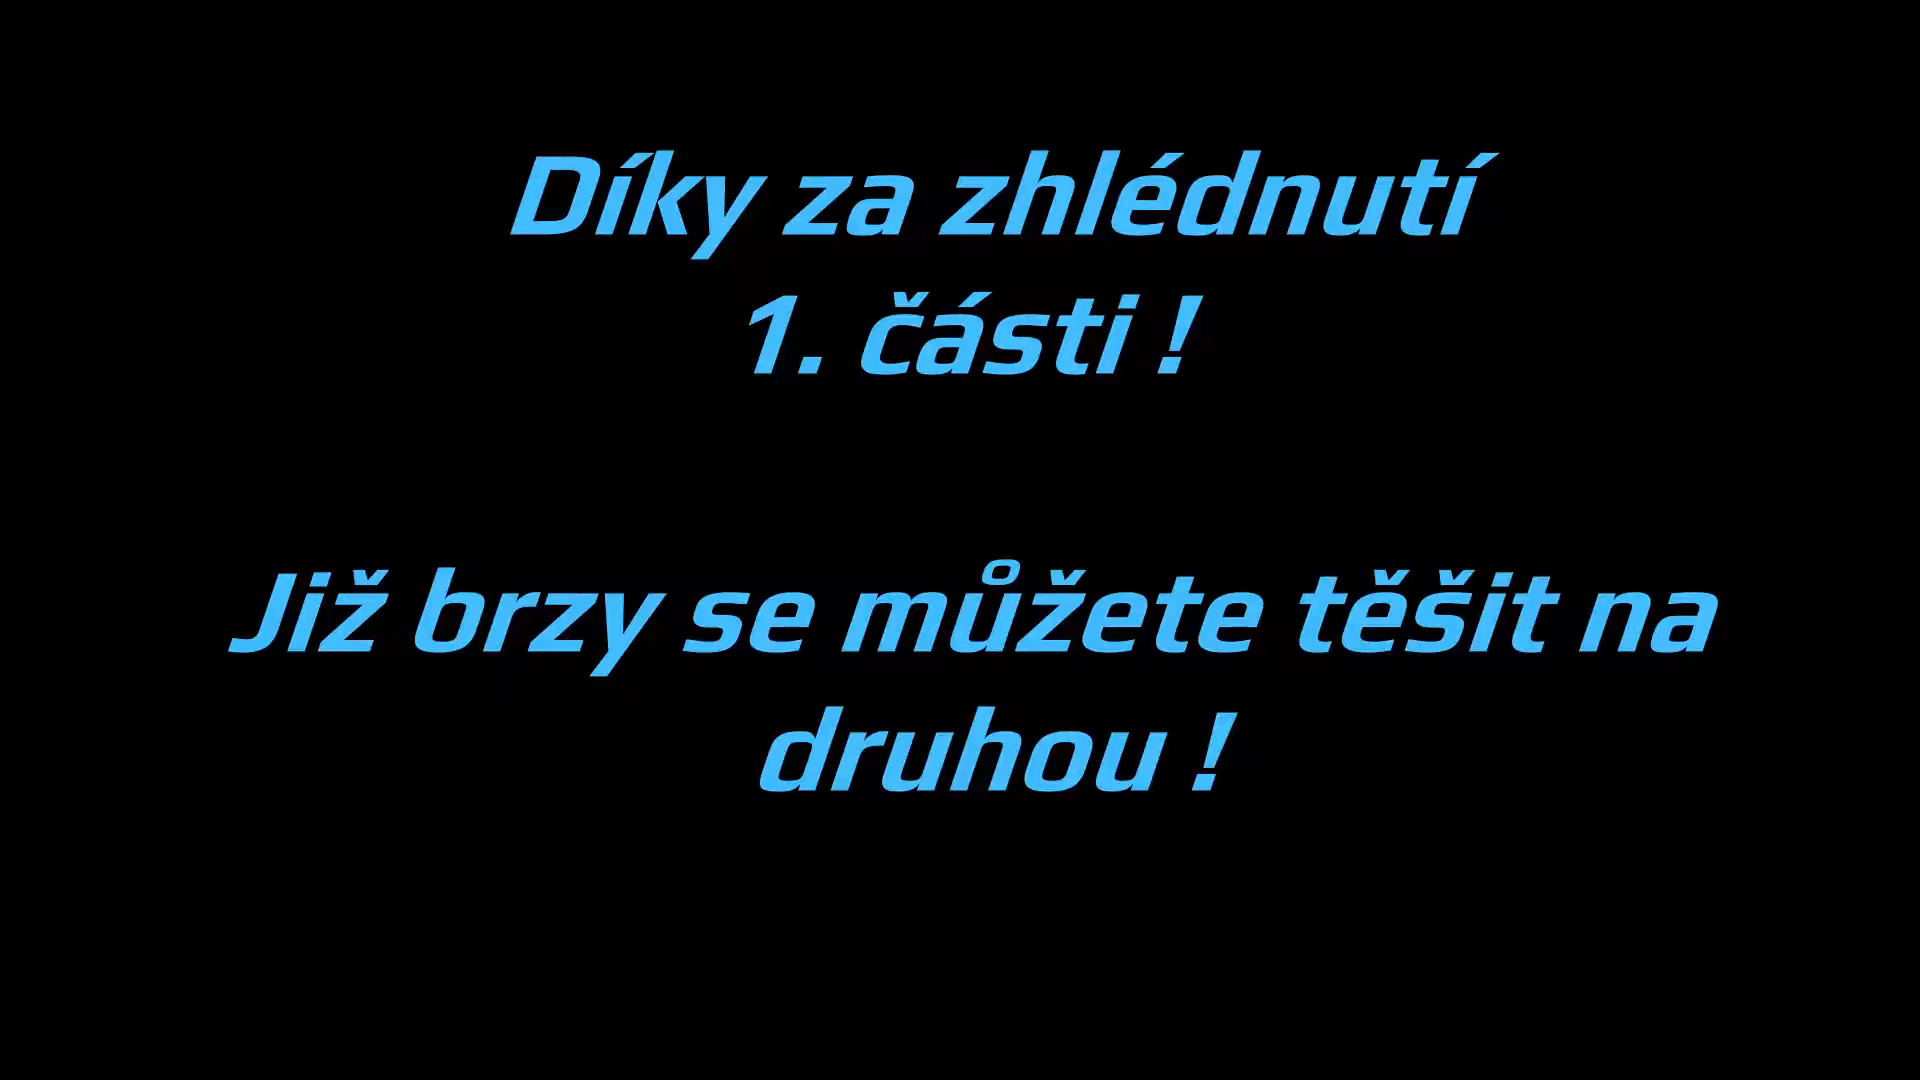 Díky za zhlédnutí
1. části !
Již brzy se můžete těšit na
druhou !